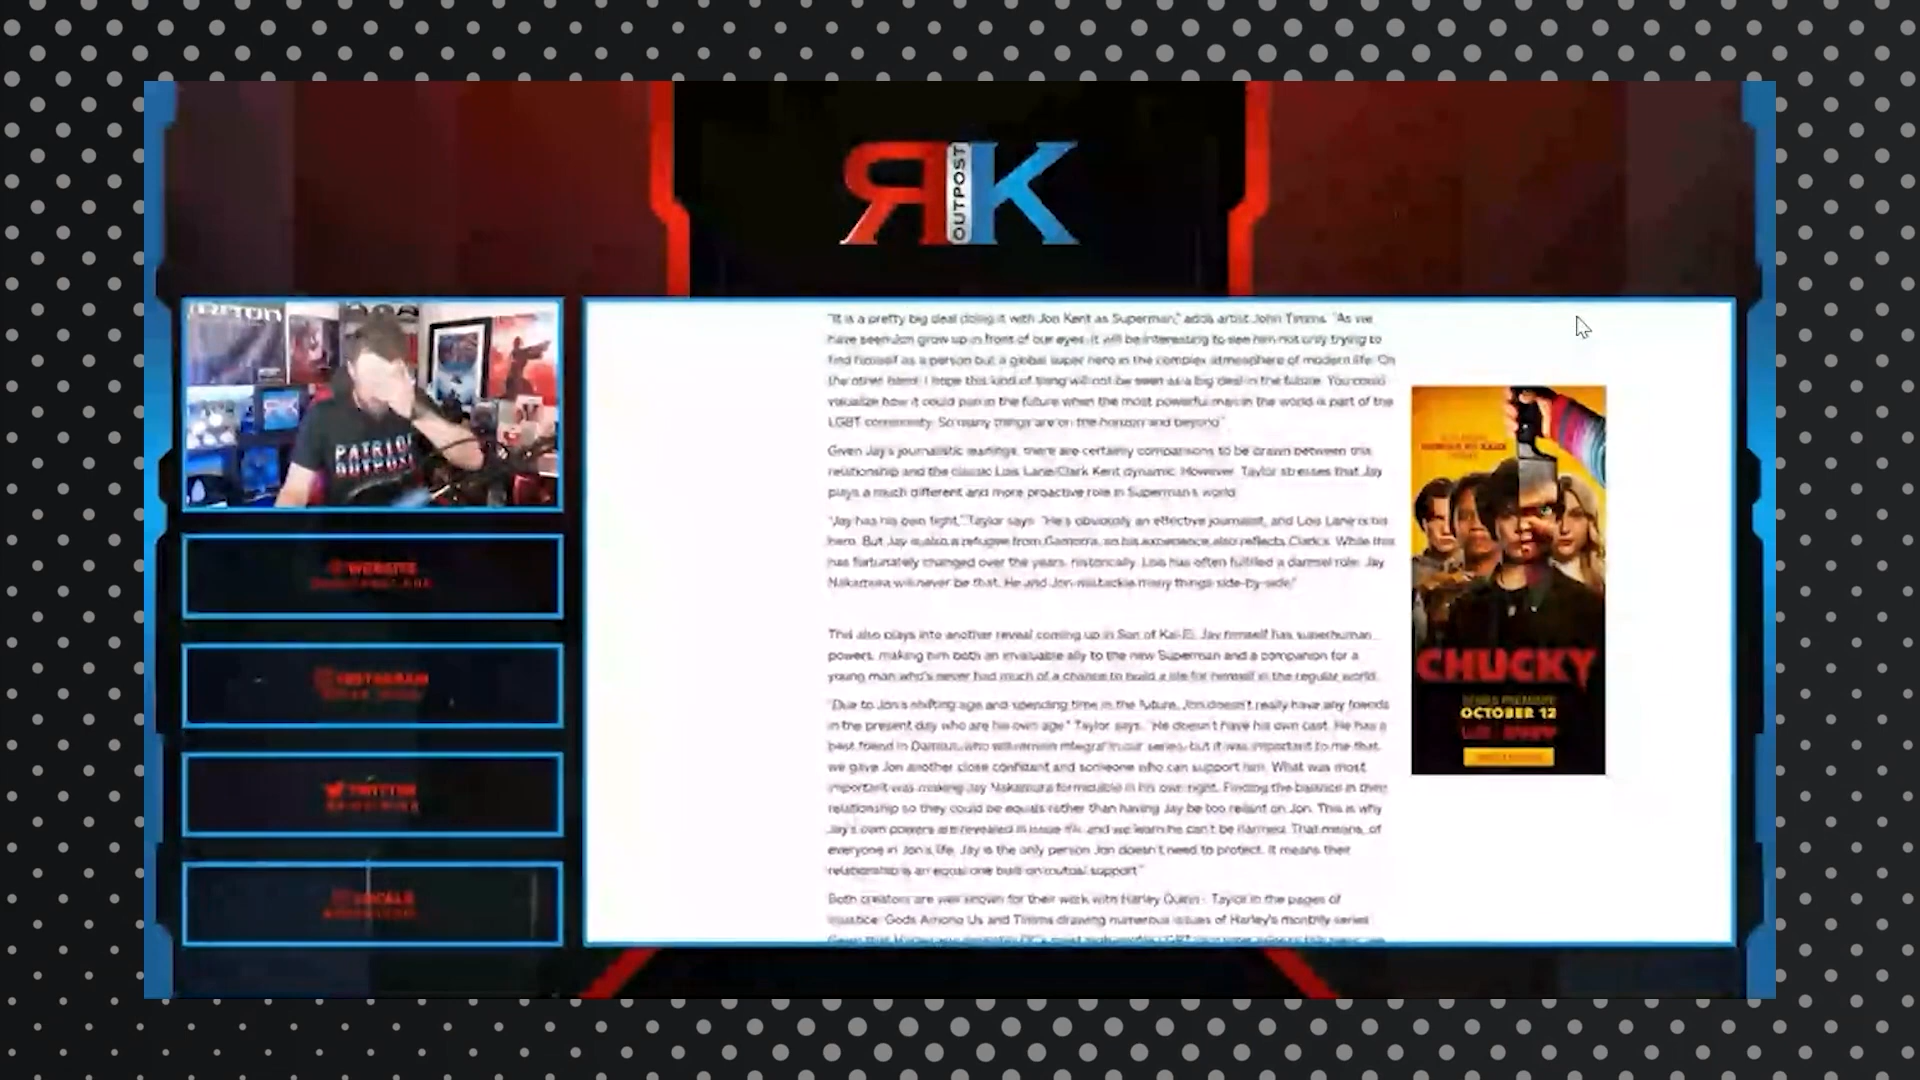 RK
OUTPOST
PATRIOT
OUTPOST
WEBSITE
INSTAGRAM
TWITTER
LOCALS
"It is a pretty big deal doing it with Jon Kent as Superman," adds artist John Timms. "As we
have seen Jon grow up in front of our eyes, it will be interesting to see him not only trying to
find himself as a person but a global super hero in the complex atmosphere of modern life. On
the other hand, I hope this kind of thing will not be seen as a big deal in the future. You could
visualize how it could pan in the future when the most powerful man in the world is part of the
LGBT community. So many things are on the horizon and beyond"
Given Jay's journalistic leanings, there are certainly comparisons to be drawn between this
relationship and the classic Lois Lane/Clark Kent dynamic. However, Taylor stresses that Jay
plays a much different and more proactive role in Superman's world.
"Jay has his own fight," Taylor says. "He's obviously an effective journalist, and Lois Lane is his
hero. But Jay is also a refugee from Gamorra, so his experience also reflects Clark's. While this
has fortunately changed over the years, historically, Lois has often fulfilled a damsel role. Jay
Nakamura will never be that. He and Jon will tackle many things side-by-side."
This also plays into another reveal coming up in Son of Kal-El. Jay himself has superhuman
powers, making him both an invaluable ally to the new Superman and a companion for a
young man who's never had much of a chance to build a life for himself in the regular world.
"Due to Jon's shifting age and spending time in the future, Jon doesn't really have any friends
in the present day who are his own age," Taylor says. "He doesn't have his own cast. He has a
best friend in Damian, who will remain integral in our series, but it was important to me that
we gave Jon another close confidant and someone who can support him. What was most
important was making Jay Nakamura formidable in his own right. Finding the balance in their
relationship so they could be equals rather than having Jay be too reliant on Jon. This is why
Jay's own powers are revealed in issue #4, and we learn he can't be harmed. That means, of
everyone in Jon's life, Jay is the only person Jon doesn't need to protect. It means their
relationship is an equal one built on mutual support"
Both creators are well known for their work with Harley Quinn - Taylor in the pages of
Injustice: Gods Among Us and Timms drawing numerous issues of Harley's monthly series
CHUCKY
SERIES PREMIERE
OCTOBER 12